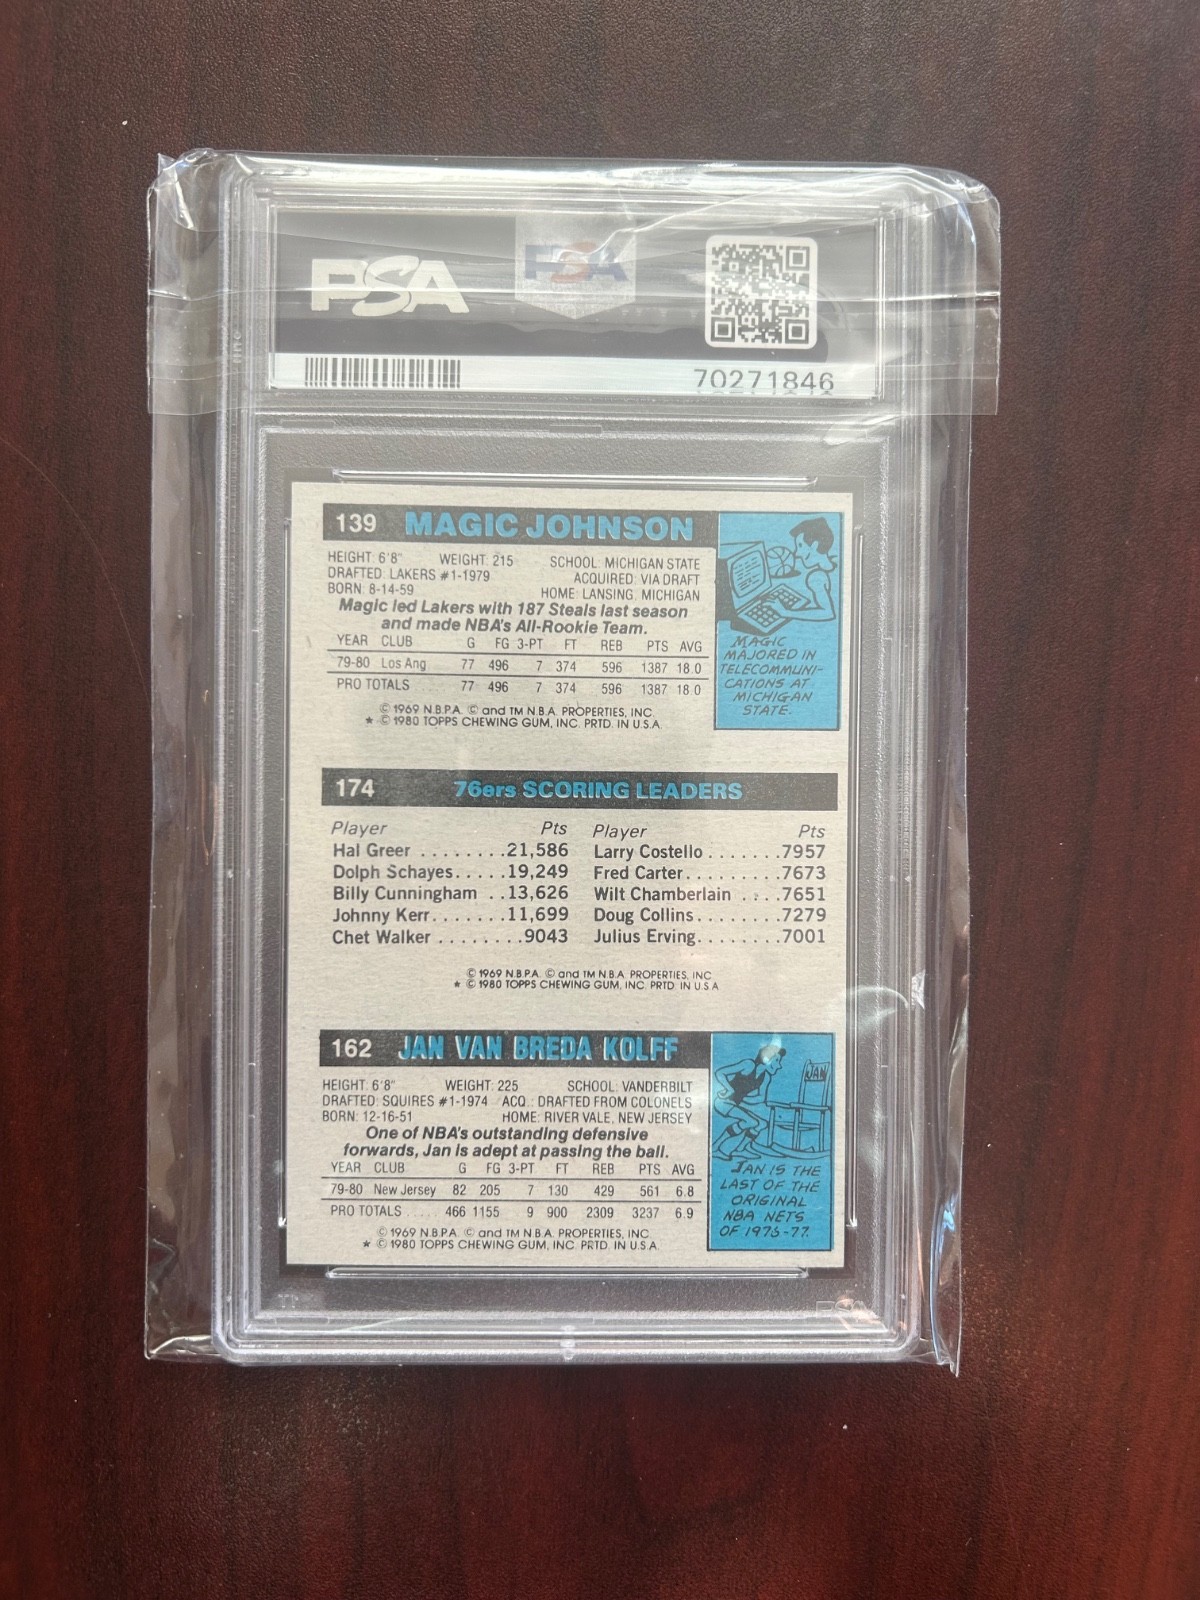 PSA
PSA
70271846
139 MAGIC JOHNSON
HEIGHT: 6'8" WEIGHT: 215 SCHOOL: MICHIGAN STATE
DRAFTED: LAKERS #1-1979 ACQUIRED: VIA DRAFT
BORN: 8-14-59 HOME: LANSING, MICHIGAN
Magic led Lakers with 187 Steals last season
and made NBA's All-Rookie Team.
YEAR CLUB G FG 3-PT FT REB PTS AVG
79-80 Los Ang 77 496 7 374 596 1387 18.0
PRO TOTALS 77 496 7 374 596 1387 18.0
© 1969 N.B.P.A. © and TM N.B.A. PROPERTIES, INC.
★ © 1980 TOPPS CHEWING GUM, INC. PRTD. IN U.S.A.
MAGIC
MAJORED IN
TELECOMMUNI-
CATIONS AT
MICHIGAN
STATE.
174 76ers SCORING LEADERS
Player Pts Player Pts
Hal Greer ........21,586 Larry Costello.......7957
Dolph Schayes.....19,249 Fred Carter.........7673
Billy Cunningham ..13,626 Wilt Chamberlain ....7651
Johnny Kerr.......11,699 Doug Collins........7279
Chet Walker ........9043 Julius Erving........7001
© 1969 N.B.P.A. © and TM N.B.A. PROPERTIES, INC.
★ © 1980 TOPPS CHEWING GUM, INC. PRTD. IN U.S.A.
162 JAN VAN BREDA KOLFF
HEIGHT: 6'8" WEIGHT: 225 SCHOOL: VANDERBILT
DRAFTED: SQUIRES #1-1974 ACQ.: DRAFTED FROM COLONELS
BORN: 12-16-51 HOME: RIVER VALE, NEW JERSEY
One of NBA's outstanding defensive
forwards, Jan is adept at passing the ball.
YEAR CLUB G FG 3-PT FT REB PTS AVG
79-80 New Jersey 82 205 7 130 429 561 6.8
PRO TOTALS ..... 466 1155 9 900 2309 3237 6.9
© 1969 N.B.P.A. © and TM N.B.A. PROPERTIES, INC.
★ © 1980 TOPPS CHEWING GUM, INC. PRTD. IN U.S.A.
JAN
JAN IS THE
LAST OF THE
ORIGINAL
NBA NETS
OF 1976-77.